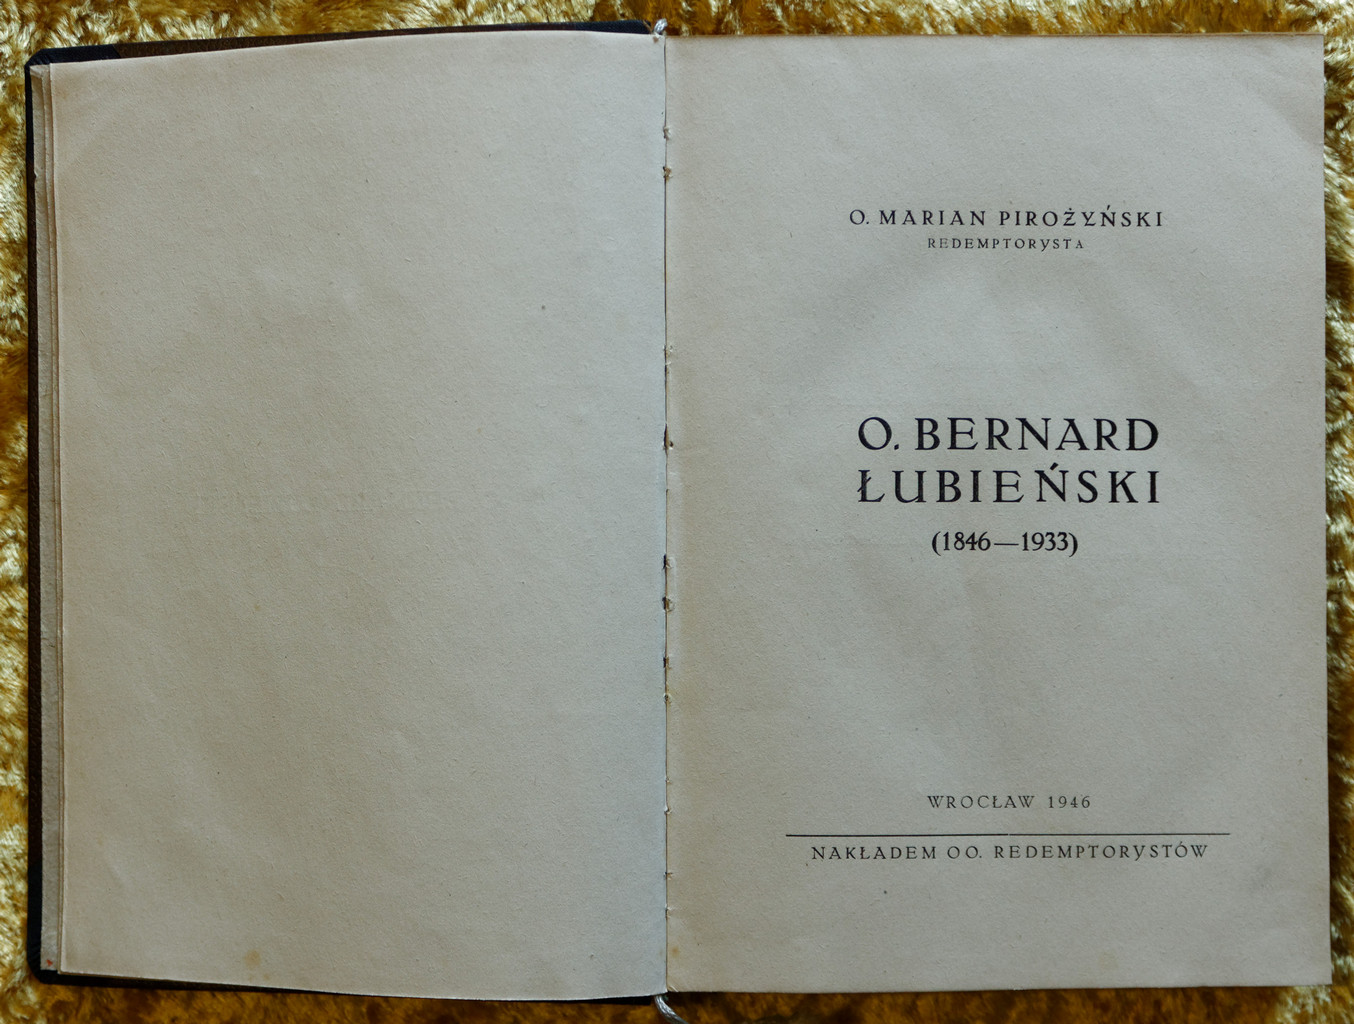 O. MARIAN PIROŻYŃSKI
REDEMPTORYSTA
O. BERNARD
ŁUBIEŃSKI
(1846—1933)
WROCŁAW 1946
NAKŁADEM OO. REDEMPTORYSTÓW